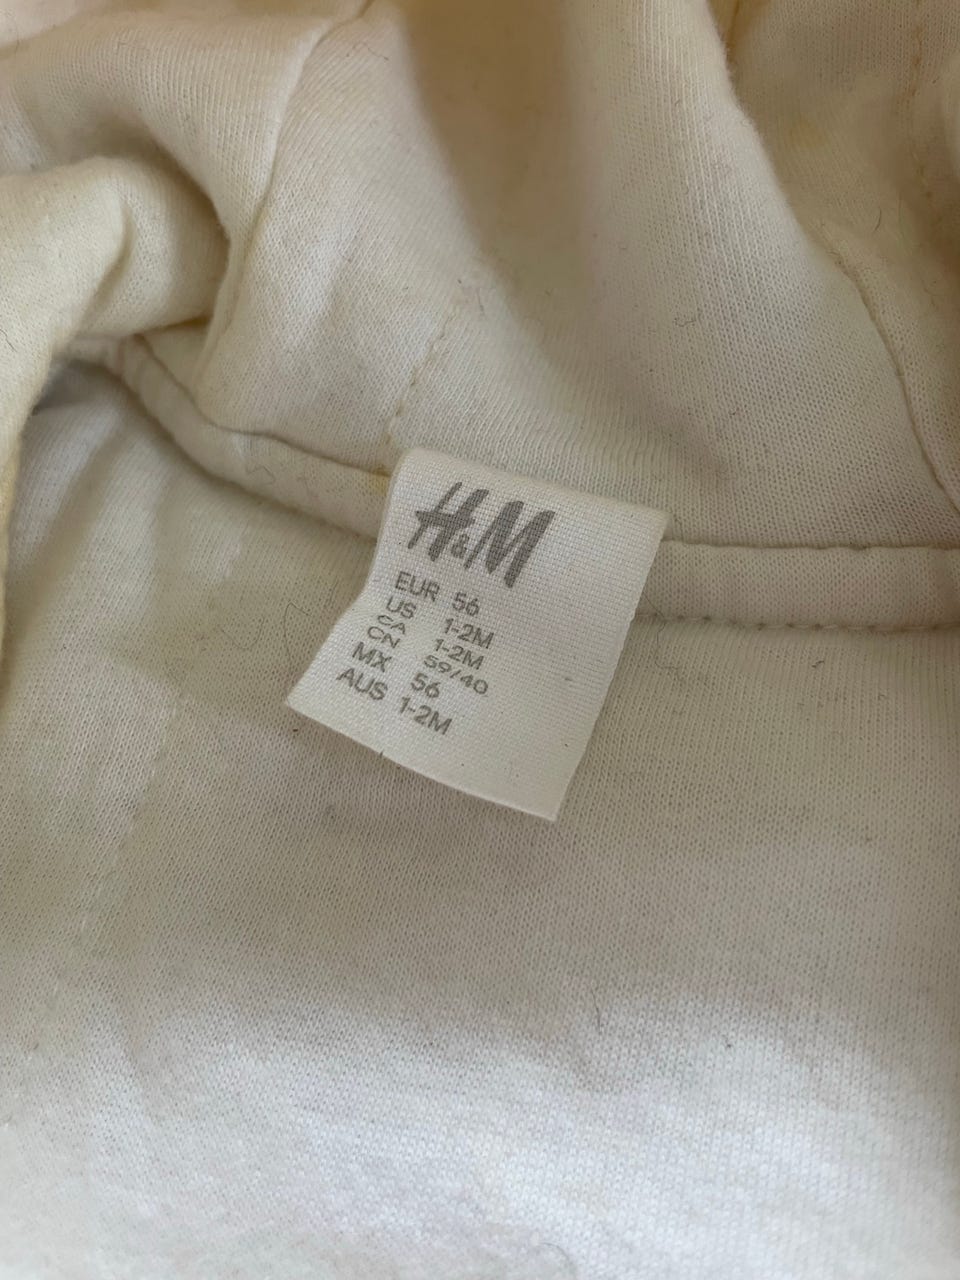 H&M
EUR 56
US 1-2M
CA 1-2M
CN 59/40
MX 56
AUS 1-2M